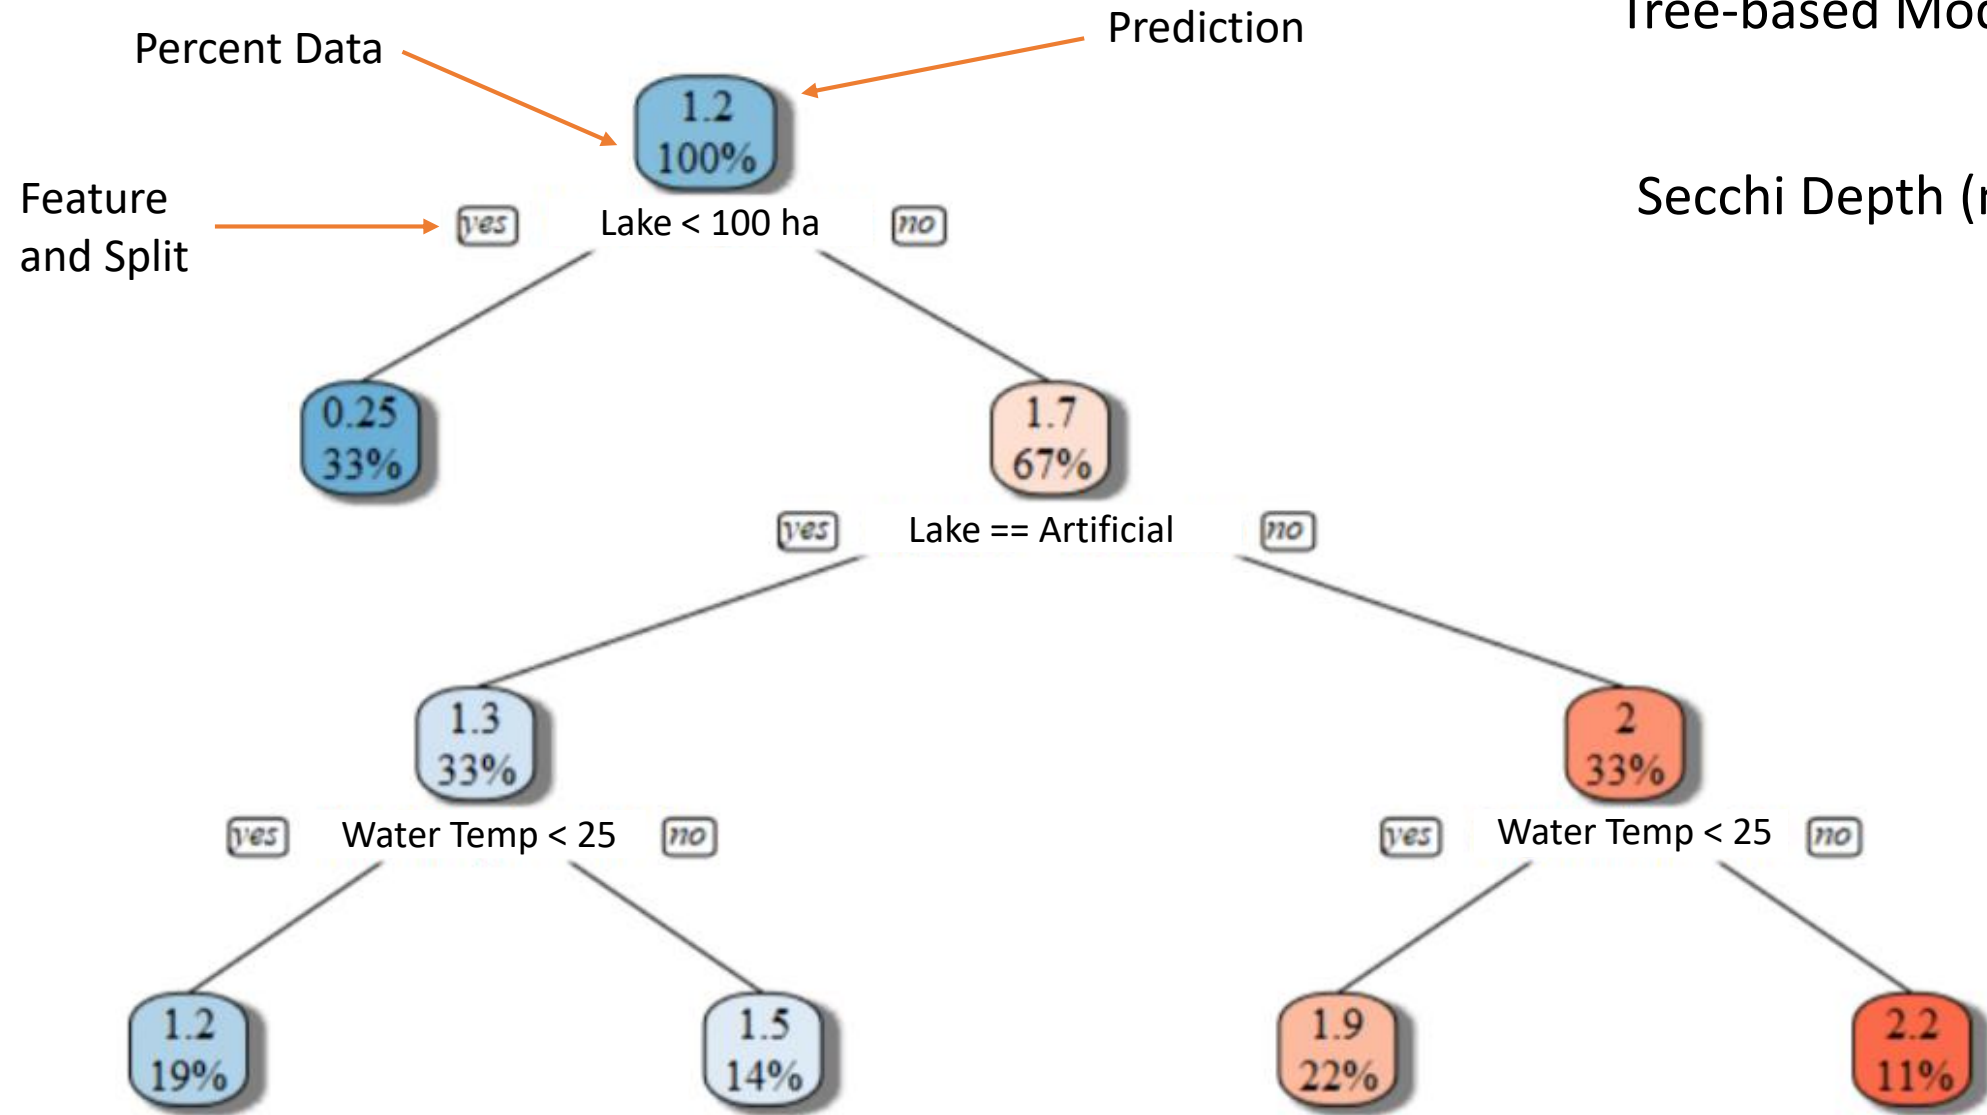 Tree-based
Prediction
Percent Data
1.2
100%
Secchi Depth
Feature
and Split
yes
Lake < 100 ha
no
0.25
33%
1.7
67%
yes
Lake == Artificial
no
1.3
33%
2
33%
yes
Water Temp < 25
no
yes
Water Temp < 25
no
1.2
19%
1.5
14%
1.9
22%
2.2
11%